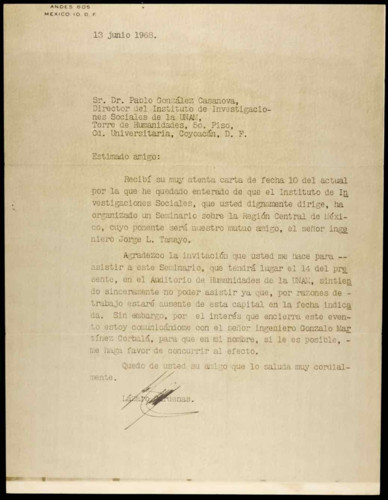 ANDES 605
MEXICO 10, D. F.
13 junio 1968.
Sr. Dr. Pablo González Casanova,
Director del Instituto de Investigacio-
nes Sociales de la UNAM,
Torre de Humanidades, 5o. Piso,
Cd. Universitaria, Coyoacán, D. F.
Estimado amigo:
Recibí su muy atenta carta de fecha 10 del actual
por la que he quedado enterado de que el Instituto de In
vestigaciones Sociales, que usted dignamente dirige, ha
organizado un Seminario sobre la Región Central de Méxi-
co, cuyo ponente será nuestro mutuo amigo, el señor inge
niero Jorge L. Tamayo.
Agradezco la invitación que usted me hace para --
asistir a este Seminario, que tendrá lugar el 14 del pre
sente, en el Auditorio de Humanidades de la UNAM, sintien
do sinceramente no poder asistir ya que, por razones de -
trabajo estaré ausente de esta capital en la fecha indica
da. Sin embargo, por el interés que encierra este even-
to estoy comunicándome con el señor ingeniero Gonzalo Mar
tínez Corbalá, para que en mi nombre, si le es posible, -
me haga favor de concurrir al efecto.
Quedo de usted su amigo que lo saluda muy cordial-
mente.
Lázaro Cárdenas.